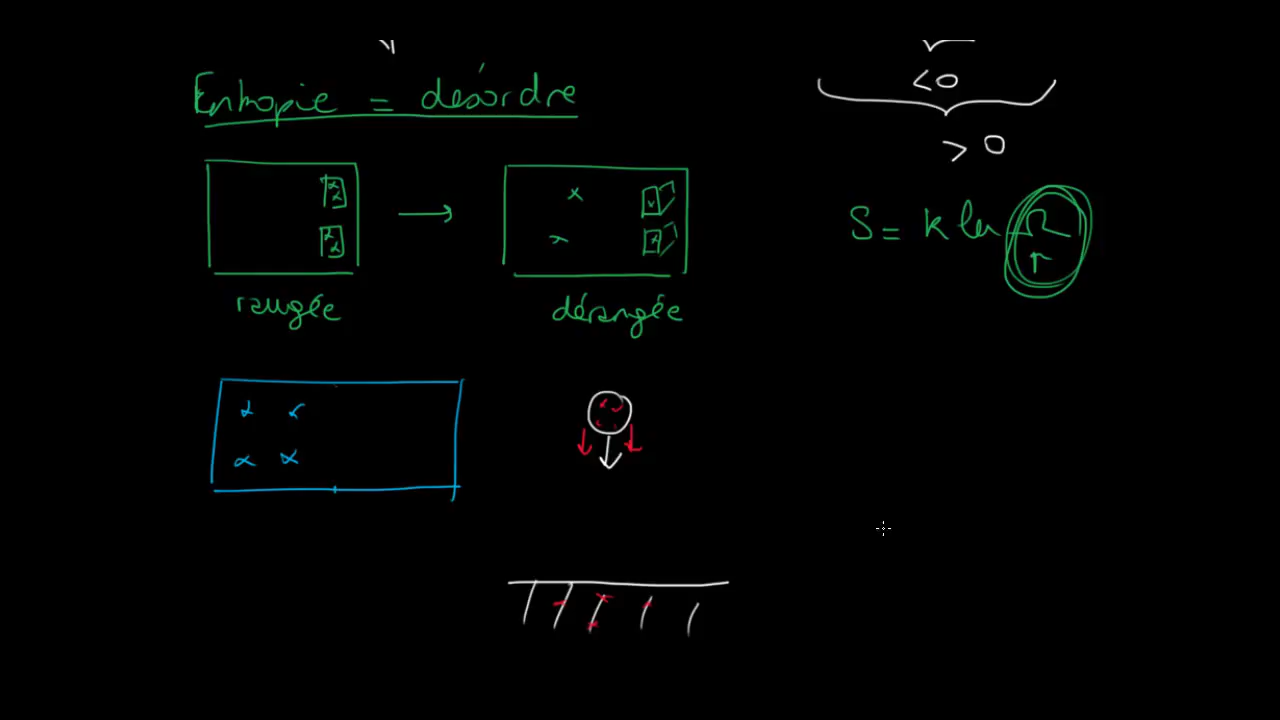 Entropie = désordre
<0
>0
S = k ln Ω
rangée
dérangée